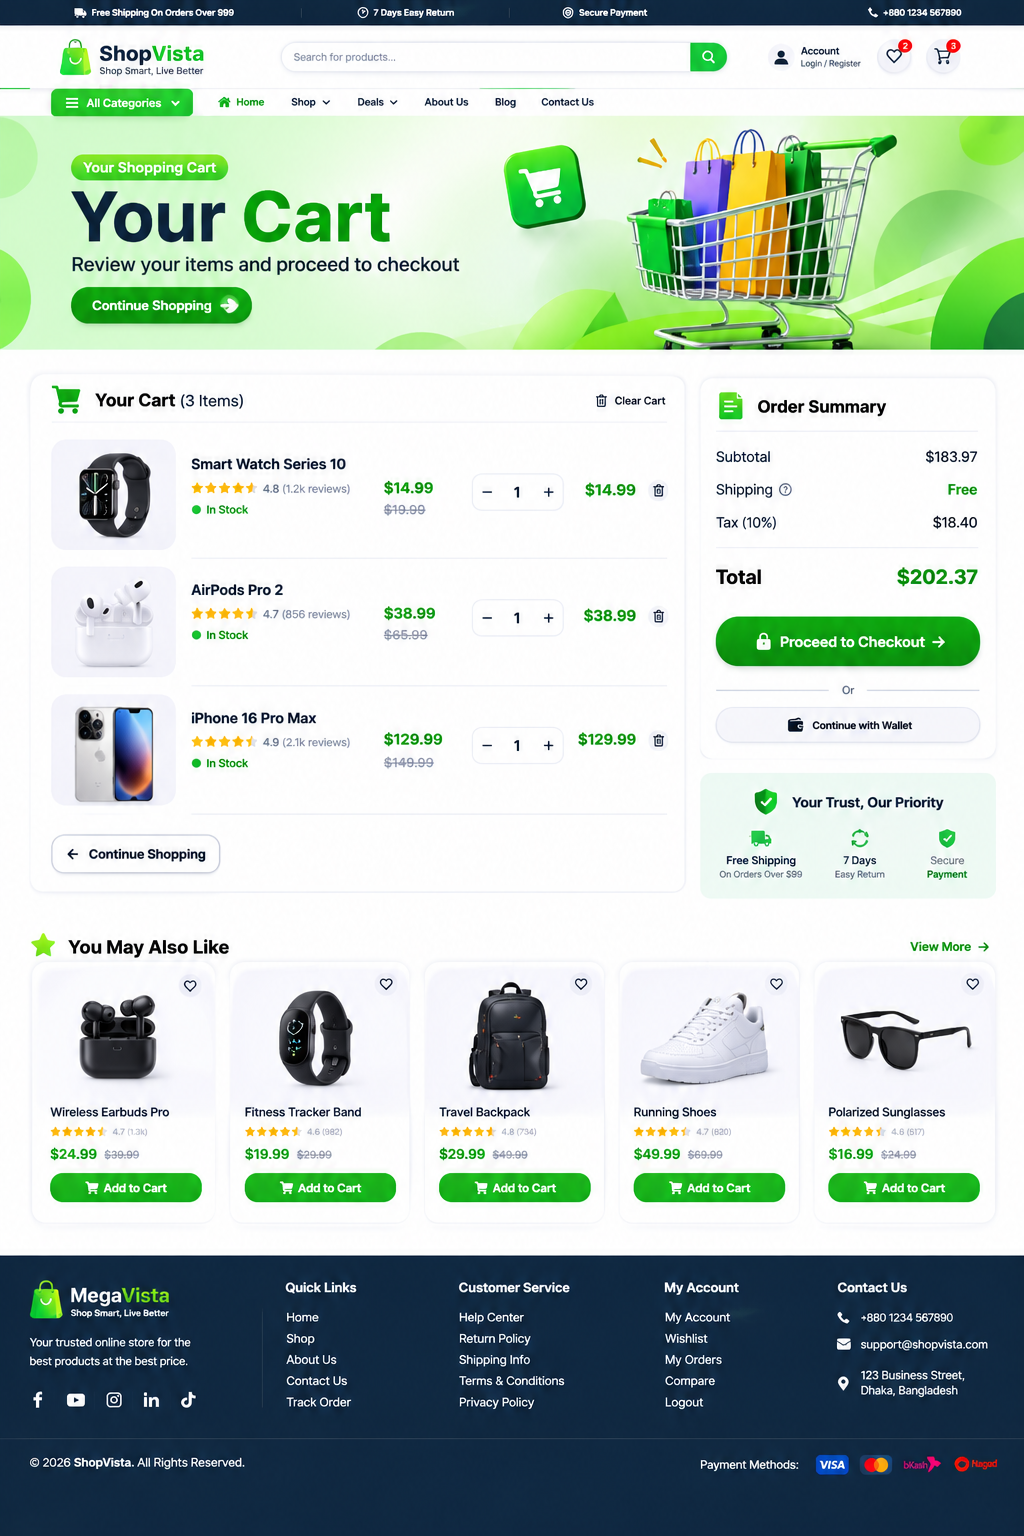 Free Shipping On Orders Over $99
7 Days Easy Return
Secure Payment
+880 1234 567890
ShopVista
Shop Smart, Live Better
Search for products...
Account
Login / Register
2
3
All Categories
Home
Shop
Deals
About Us
Blog
Contact Us
Your Shopping Cart
Your Cart
Review your items and proceed to checkout
Continue Shopping
Your Cart (3 Items)
Clear Cart
Smart Watch Series 10
4.8 (1.2k reviews)
In Stock
$14.99
$19.99
− 1 +
$14.99
AirPods Pro 2
4.7 (856 reviews)
In Stock
$38.99
$65.99
− 1 +
$38.99
iPhone 16 Pro Max
4.9 (2.1k reviews)
In Stock
$129.99
$149.99
− 1 +
$129.99
Continue Shopping
Order Summary
Subtotal $183.97
Shipping ? Free
Tax (10%) $18.40
Total $202.37
Proceed to Checkout
Or
Continue with Wallet
Your Trust, Our Priority
Free Shipping
On Orders Over $99
7 Days
Easy Return
Secure
Payment
You May Also Like
View More
Wireless Earbuds Pro
4.7 (1.3k)
$24.99 $39.99
Add to Cart
Fitness Tracker Band
4.6 (982)
$19.99 $29.99
Add to Cart
Travel Backpack
4.8 (734)
$29.99 $49.99
Add to Cart
Running Shoes
4.7 (820)
$49.99 $69.99
Add to Cart
Polarized Sunglasses
4.6 (517)
$16.99 $24.99
Add to Cart
MegaVista
Shop Smart, Live Better
Your trusted online store for the
best products at the best price.
Quick Links
Home
Shop
About Us
Contact Us
Track Order
Customer Service
Help Center
Return Policy
Shipping Info
Terms & Conditions
Privacy Policy
My Account
My Account
Wishlist
My Orders
Compare
Logout
Contact Us
+880 1234 567890
support@shopvista.com
123 Business Street,
Dhaka, Bangladesh
© 2026 ShopVista. All Rights Reserved.
Payment Methods:
VISA
bKash
Nagad